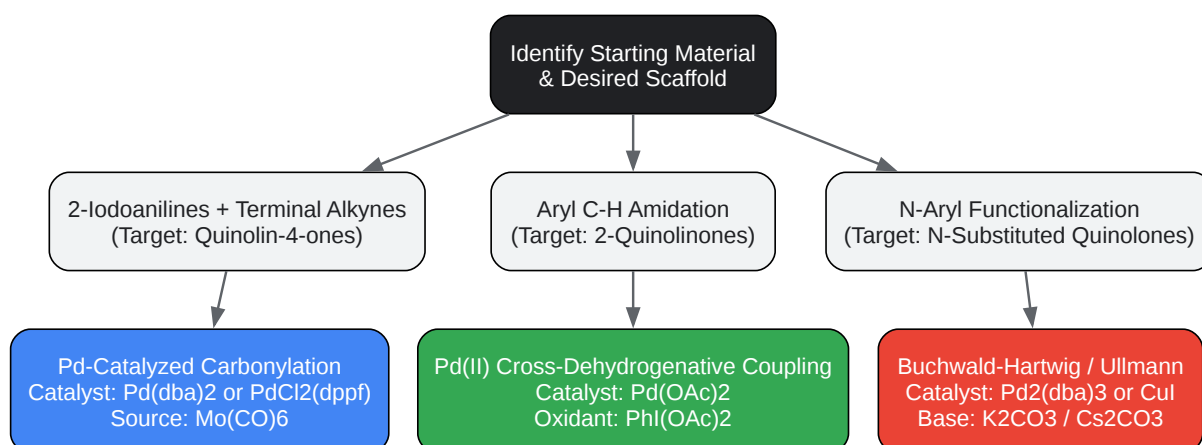 Identify Starting Material
& Desired Scaffold
2-Iodoanilines + Terminal Alkynes
(Target: Quinolin-4-ones)
Aryl C-H Amidation
(Target: 2-Quinolinones)
N-Aryl Functionalization
(Target: N-Substituted Quinolones)
Pd-Catalyzed Carbonylation
Catalyst: Pd(dba)2 or PdCl2(dppf)
Source: Mo(CO)6
Pd(II) Cross-Dehydrogenative Coupling
Catalyst: Pd(OAc)2
Oxidant: PhI(OAc)2
Buchwald-Hartwig / Ullmann
Catalyst: Pd2(dba)3 or CuI
Base: K2CO3 / Cs2CO3